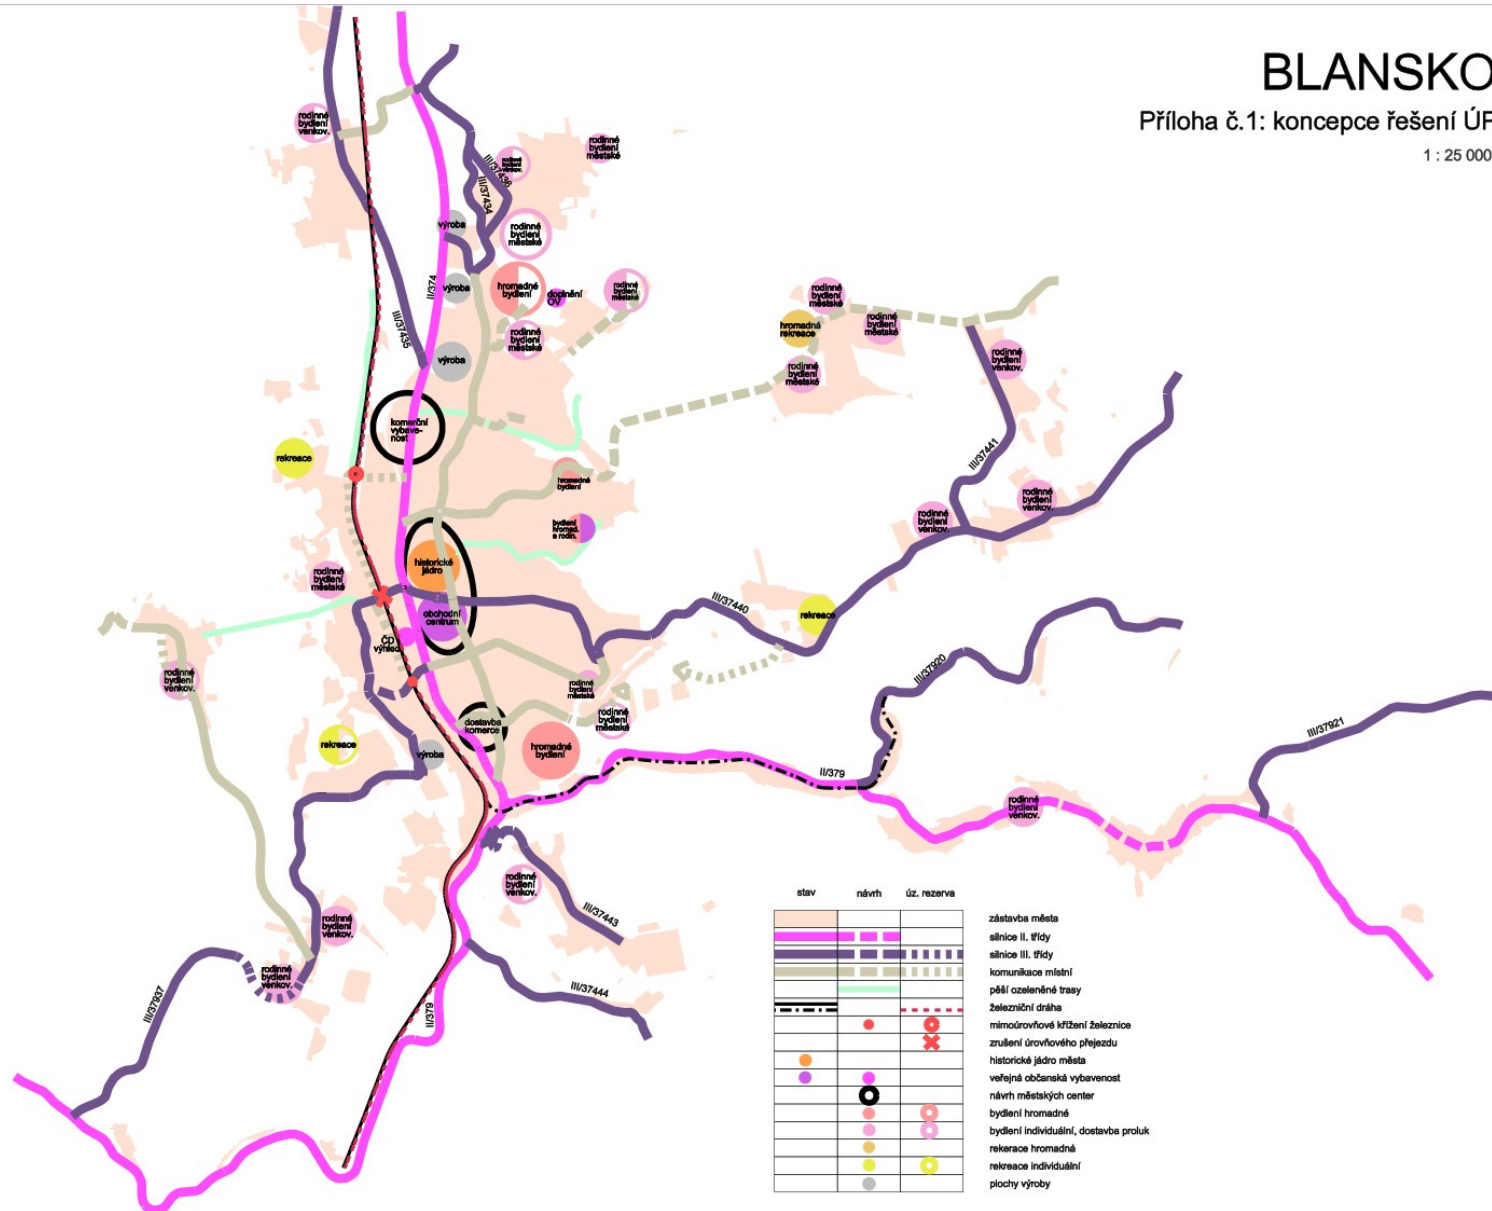 BLANSKO
Příloha č.1: koncepce řešení ÚP
1 : 25 000
rodinné
bydlení
venkov.
rodinné
bydlení
městské
rodinné
bydlení
venkov.
III/37436
III/37434
výroba
rodinné
bydlení
městské
II/374
výroba
hromadné
bydlení
doplnění
OV
rodinné
bydlení
městské
rodinné
bydlení
městské
III/37435
rodinné
bydlení
městské
hromadná
rekreace
rodinné
bydlení
městské
výroba
rodinné
bydlení
venkov.
rodinné
bydlení
městské
komerční
vybave-
nost
rekreace
III/37441
hromadné
bydlení
rodinné
bydlení
venkov.
rodinné
bydlení
venkov.
bydlení
hromad.
a rodin.
historické
jádro
rodinné
bydlení
městské
obchodní
centrum
III/37440
rekreace
ČD
výhled
rodinné
bydlení
venkov.
rodinné
bydlení
městské
III/37920
rodinné
bydlení
městské
dostavba
komerce
rekreace
výroba
hromadné
bydlení
III/37921
II/379
rodinné
bydlení
venkov.
rodinné
bydlení
venkov.
III/37443
rodinné
bydlení
venkov.
rodinné
bydlení
venkov.
III/37937
III/37444
II/379
stav návrh úz. rezerva
zástavba města
silnice II. třídy
silnice III. třídy
komunikace místní
pěší ozeleněné trasy
železniční dráha
mimoúrovňové křížení železnice
zrušení úrovňového přejezdu
historické jádro města
veřejná občanská vybavenost
návrh městských center
bydlení hromadné
bydlení individuální, dostavba proluk
rekerace hromadná
rekreace individuální
plochy výroby